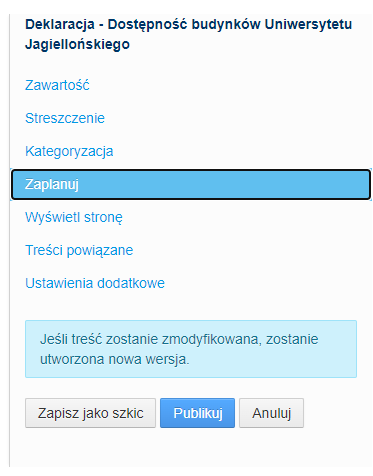 Deklaracja - Dostępność budynków Uniwersytetu
Jagiellońskiego
Zawartość
Streszczenie
Kategoryzacja
Zaplanuj
Wyświetl stronę
Treści powiązane
Ustawienia dodatkowe
Jeśli treść zostanie zmodyfikowana, zostanie
utworzona nowa wersja.
Zapisz jako szkic Publikuj Anuluj